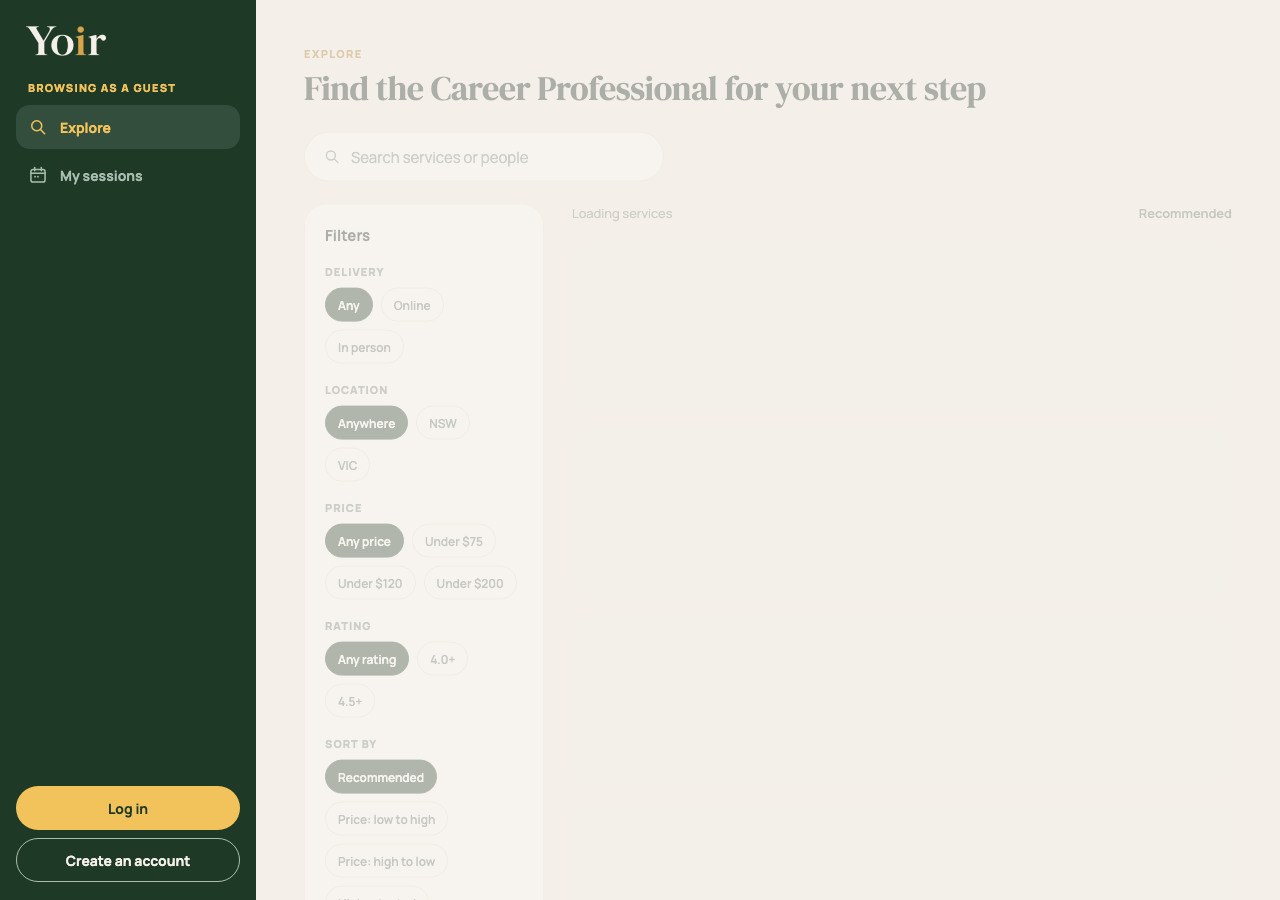 Yoir
BROWSING AS A GUEST
Explore
My sessions
Log in
Create an account
EXPLORE
Find the Career Professional for your next step
Search services or people
Filters
DELIVERY
Any
Online
In person
LOCATION
Anywhere
NSW
VIC
PRICE
Any price
Under $75
Under $120
Under $200
RATING
Any rating
4.0+
4.5+
SORT BY
Recommended
Price: low to high
Price: high to low
Loading services
Recommended